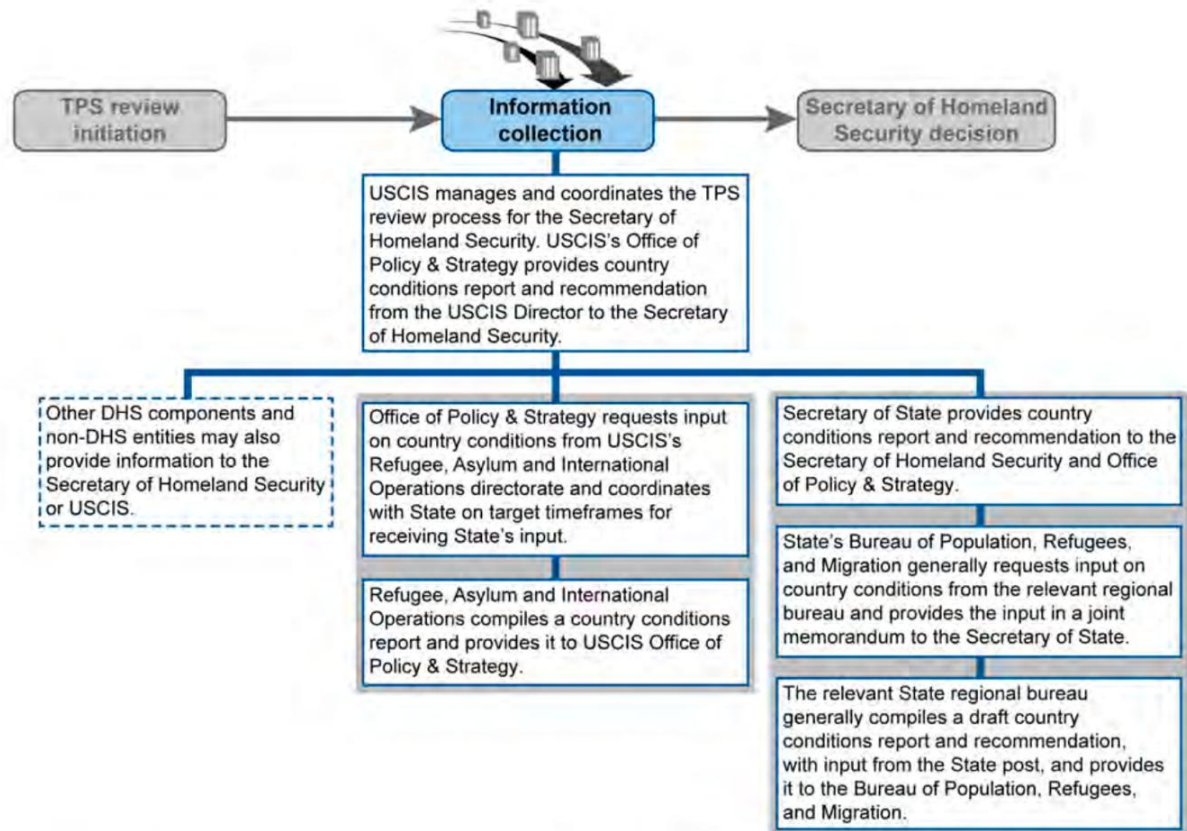 TPS review
initiation
Information
collection
Secretary of Homeland
Security decision
USCIS manages and coordinates the TPS
review process for the Secretary of
Homeland Security. USCIS's Office of
Policy & Strategy provides country
conditions report and recommendation
from the USCIS Director to the Secretary
of Homeland Security.
Other DHS components and
non-DHS entities may also
provide information to the
Secretary of Homeland Security
or USCIS.
Office of Policy & Strategy requests input
on country conditions from USCIS's
Refugee, Asylum and International
Operations directorate and coordinates
with State on target timeframes for
receiving State's input.
Refugee, Asylum and International
Operations compiles a country conditions
report and provides it to USCIS Office of
Policy & Strategy.
Secretary of State provides country
conditions report and recommendation to the
Secretary of Homeland Security and Office
of Policy & Strategy.
State's Bureau of Population, Refugees,
and Migration generally requests input on
country conditions from the relevant regional
bureau and provides the input in a joint
memorandum to the Secretary of State.
The relevant State regional bureau
generally compiles a draft country
conditions report and recommendation,
with input from the State post, and provides
it to the Bureau of Population, Refugees,
and Migration.